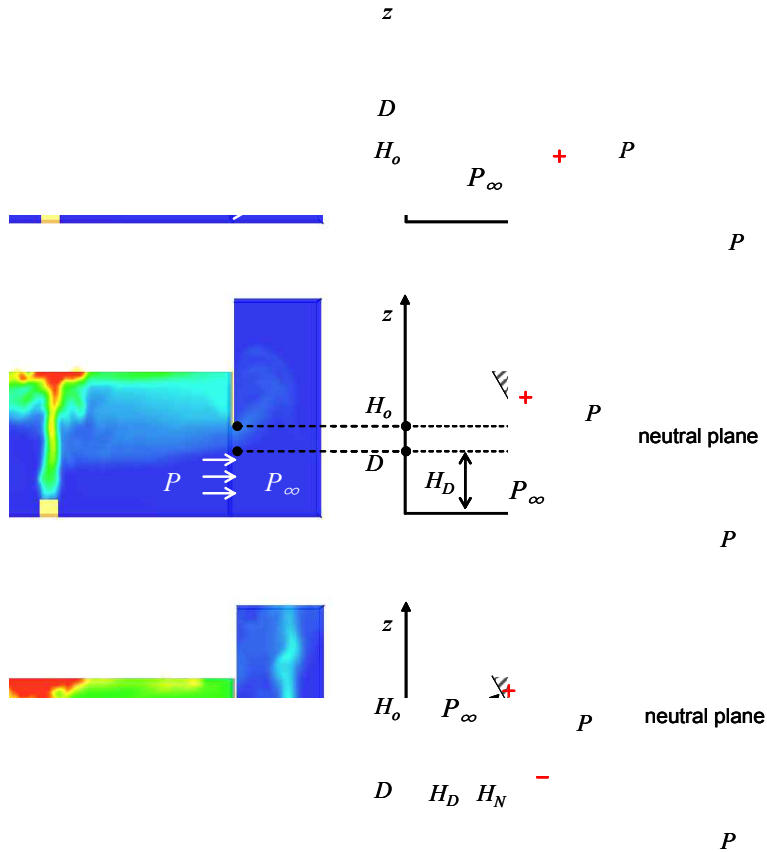 z
D
H_o + P
P_∞
P
z
H_o +
P
neutral plane
D
P P_∞ H_D P_∞
P
z
+
H_o P_∞ P neutral plane
−
D H_D H_N
P